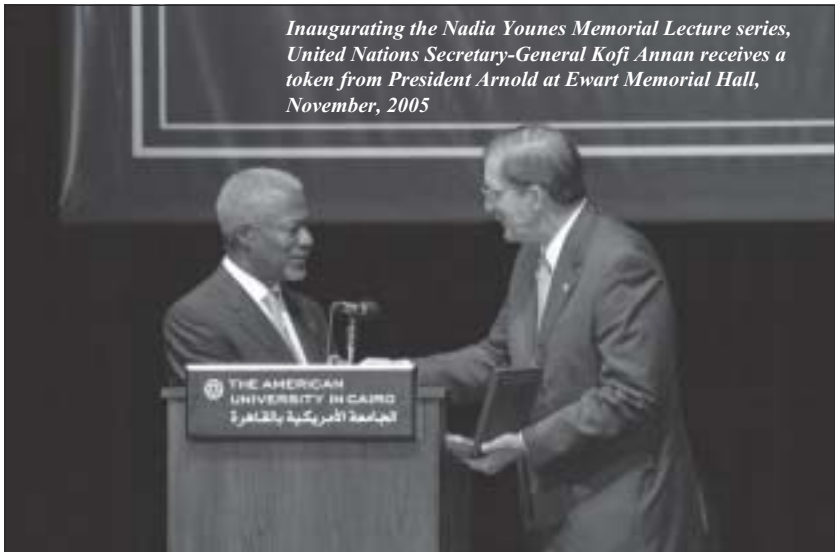 Inaugurating the Nadia Younes Memorial Lecture series,
United Nations Secretary-General Kofi Annan receives a
token from President Arnold at Ewart Memorial Hall,
November, 2005
THE AMERICAN
UNIVERSITY IN CAIRO
الجامعة الأمريكية بالقاهرة